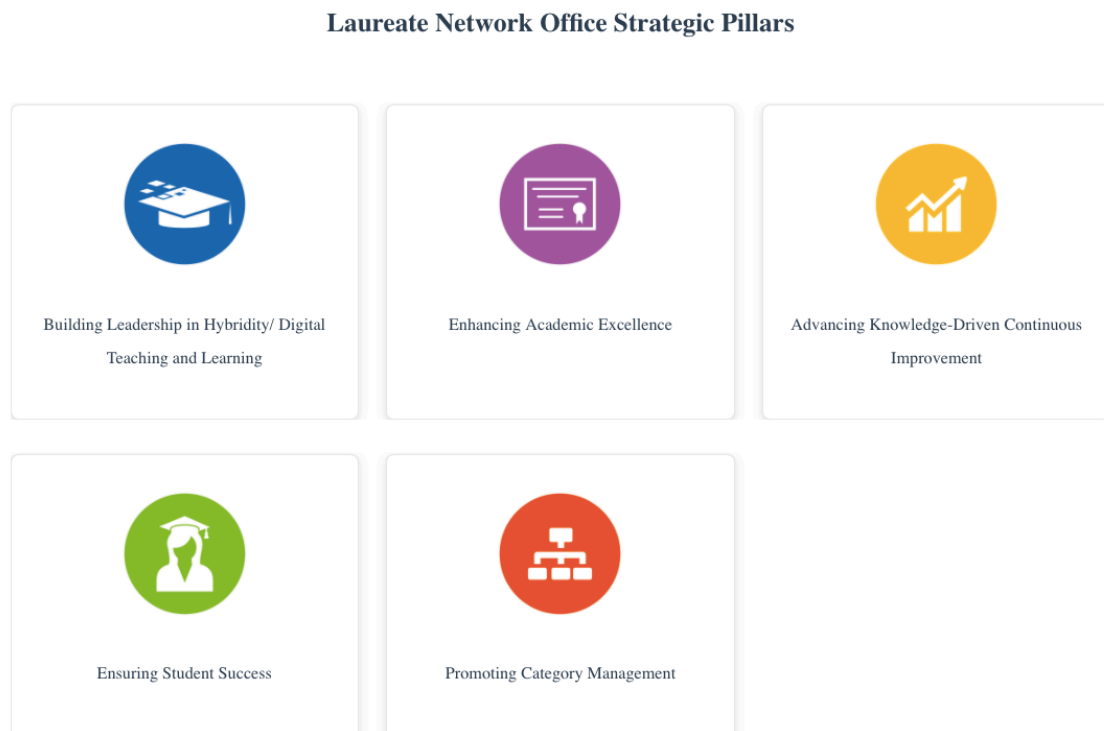 Laureate Network Office Strategic Pillars
Building Leadership in Hybridity/ Digital
Teaching and Learning
Enhancing Academic Excellence
Advancing Knowledge-Driven Continuous
Improvement
Ensuring Student Success
Promoting Category Management